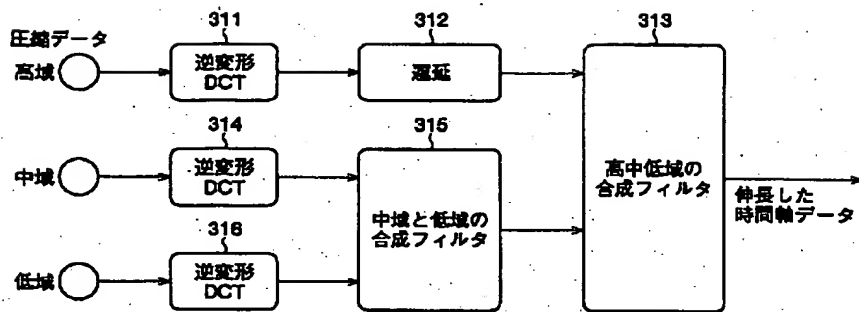 圧縮データ
高域
311
逆変形
DCT
312
遅延
313
高中低域の
合成フィルタ
中域
314
逆変形
DCT
315
中域と低域の
合成フィルタ
低域
316
逆変形
DCT
伸長した
時間軸データ